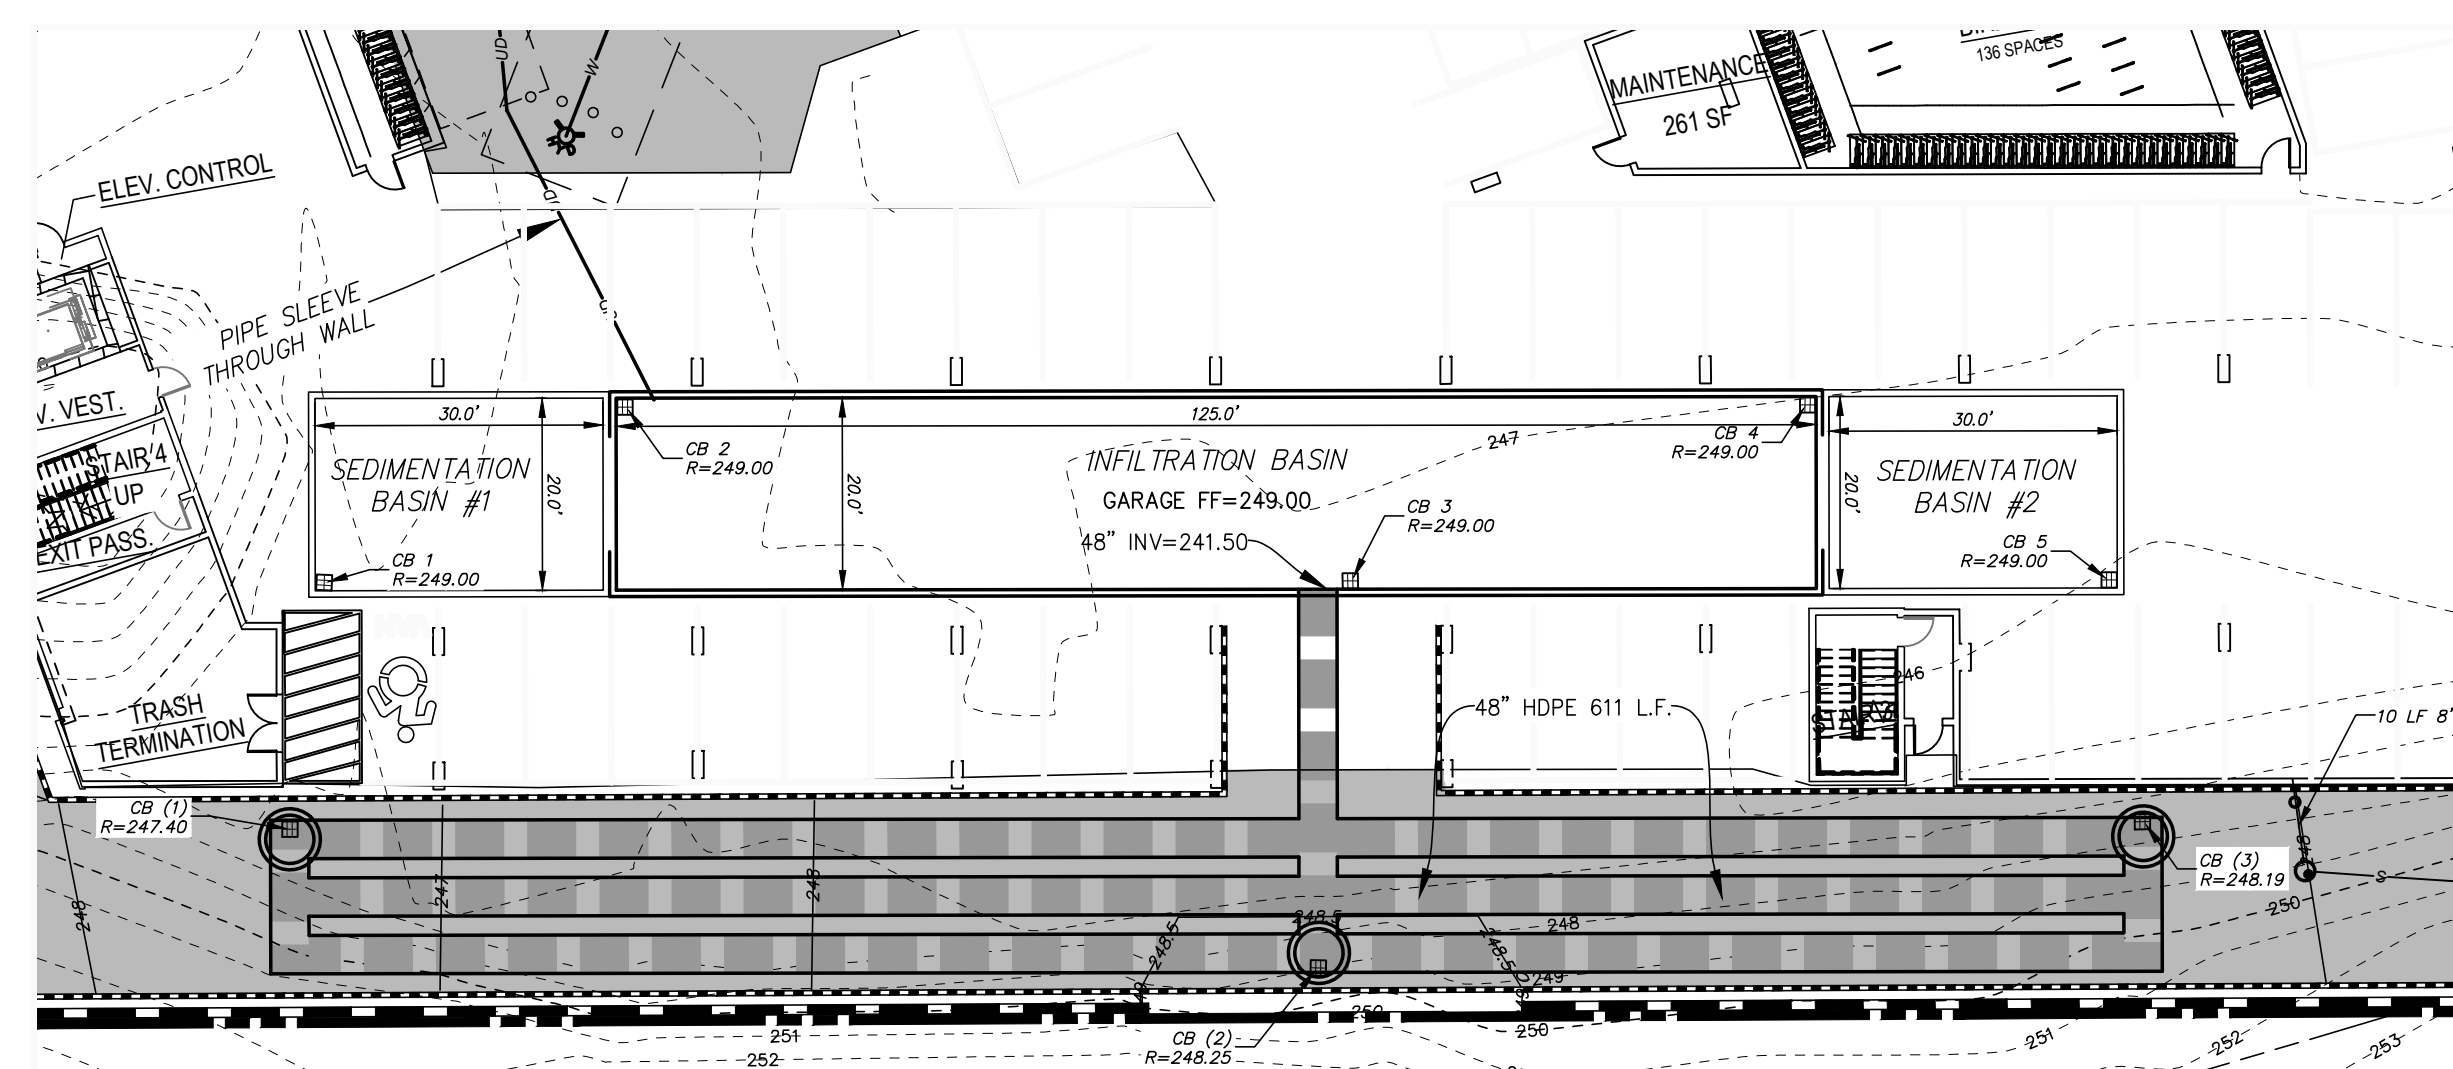 UD
W
136 SPACES
MAINTENANCE
261 SF
ELEV. CONTROL
PIPE SLEEVE
THROUGH WALL
V. VEST.
STAIR 4
UP
EXIT PASS.
30.0'
20.0'
SEDIMENTATION
BASIN #1
CB 1
R=249.00
CB 2
R=249.00
125.0'
20.0'
INFILTRATION BASIN
GARAGE FF=249.00
48" INV=241.50
CB 3
R=249.00
247
CB 4
R=249.00
30.0'
20.0'
SEDIMENTATION
BASIN #2
CB 5
R=249.00
TRASH
TERMINATION
48" HDPE 611 L.F.
246
10 LF 8"
CB (1)
R=247.40
248
247
248
248.5
248.5
248.5
248
249
CB (3)
R=248.19
248
S
250
250
250
251
252
CB (2)
R=248.25
251
252
253